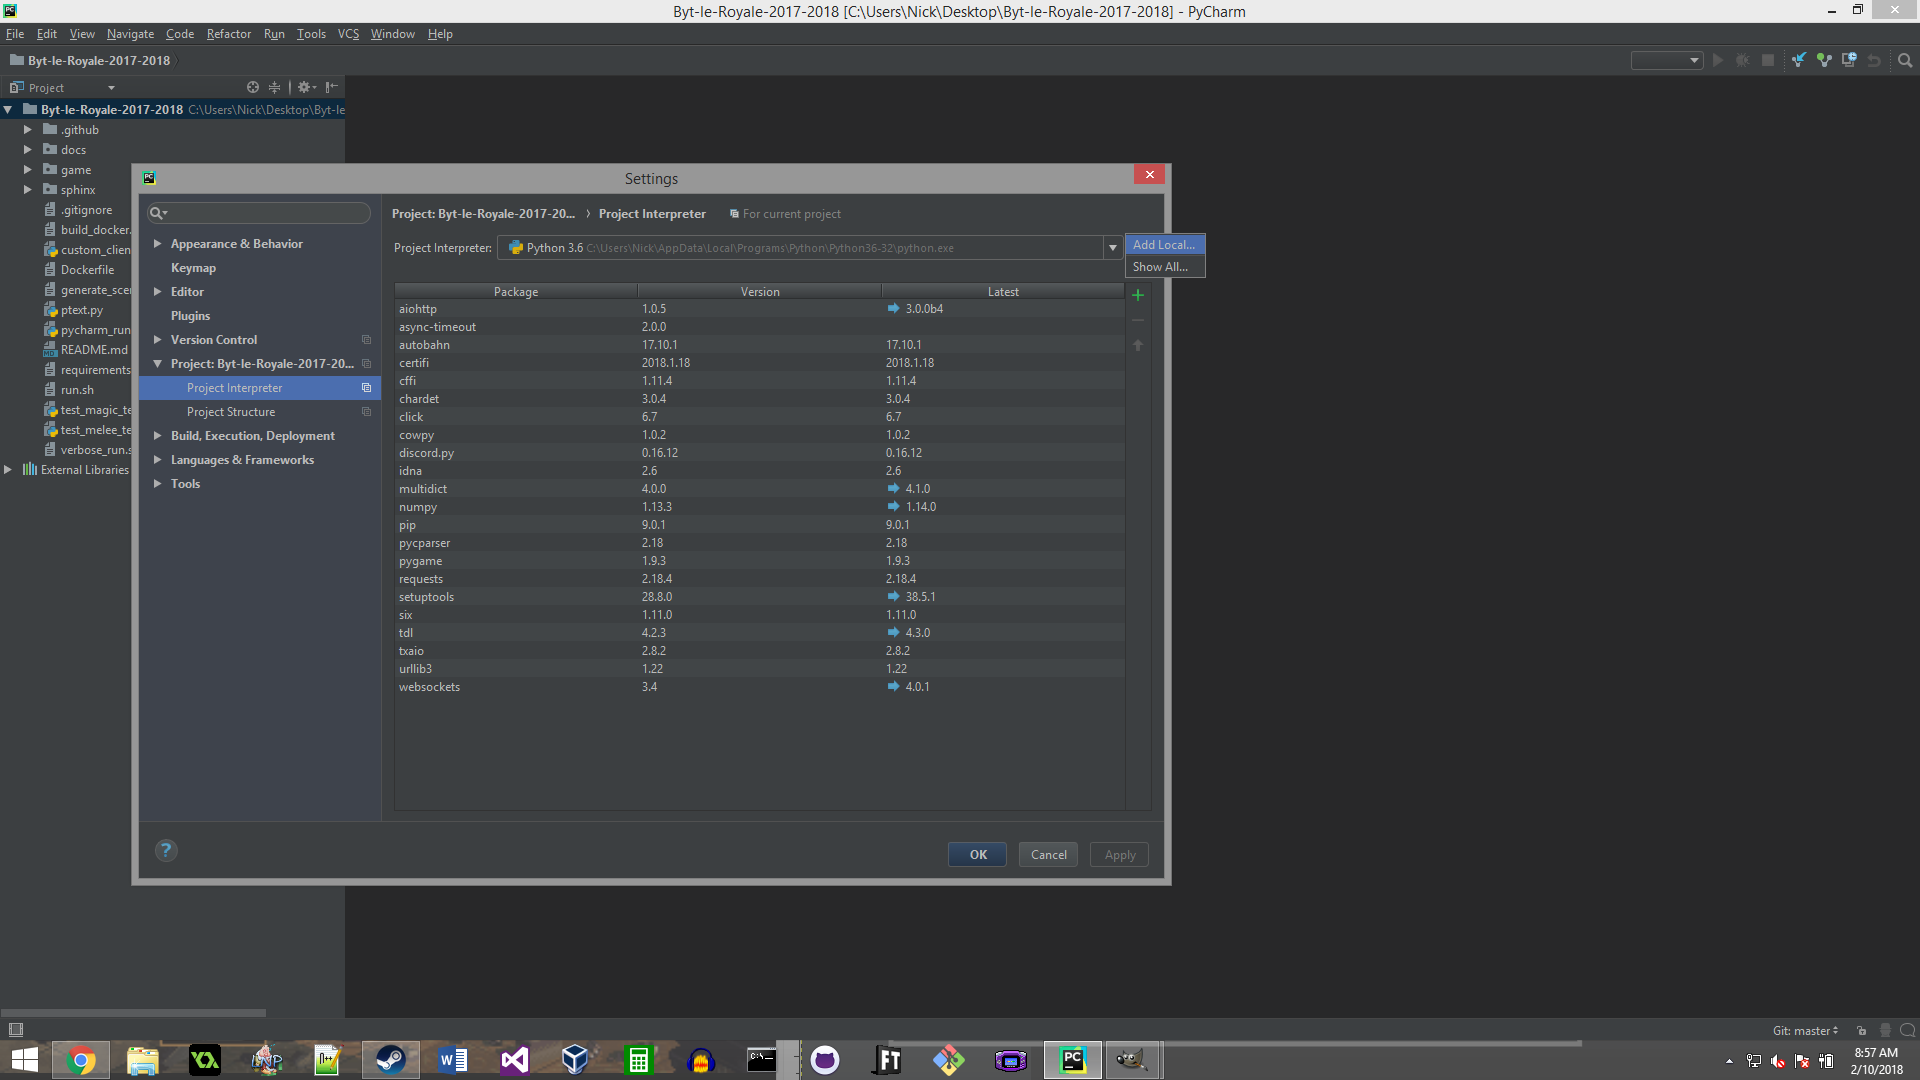 Byt-le-Royale-2017-2018 [C:\Users\Nick\Desktop\Byt-le-Royale-2017-2018] - PyCharm
File Edit View Navigate Code Refactor Run Tools VCS Window Help
Byt-le-Royale-2017-2018
Project
Byt-le-Royale-2017-2018 C:\Users\Nick\Desktop\Byt-le
.github
docs
game
sphinx
.gitignore
build_docker.
custom_clien
Dockerfile
generate_scer
ptext.py
pycharm_run
README.md
requirements
run.sh
test_magic_te
test_melee_te
verbose_run.s
External Libraries
Settings
Appearance & Behavior
Keymap
Editor
Plugins
Version Control
Project: Byt-le-Royale-2017-20...
Project Interpreter
Project Structure
Build, Execution, Deployment
Languages & Frameworks
Tools
Project: Byt-le-Royale-2017-20... › Project Interpreter For current project
Project Interpreter: Python 3.6 C:\Users\Nick\AppData\Local\Programs\Python\Python36-32\python.exe
Add Local...
Show All...
Package Version Latest
aiohttp 1.0.5 3.0.0b4
async-timeout 2.0.0
autobahn 17.10.1 17.10.1
certifi 2018.1.18 2018.1.18
cffi 1.11.4 1.11.4
chardet 3.0.4 3.0.4
click 6.7 6.7
cowpy 1.0.2 1.0.2
discord.py 0.16.12 0.16.12
idna 2.6 2.6
multidict 4.0.0 4.1.0
numpy 1.13.3 1.14.0
pip 9.0.1 9.0.1
pycparser 2.18 2.18
pygame 1.9.3 1.9.3
requests 2.18.4 2.18.4
setuptools 28.8.0 38.5.1
six 1.11.0 1.11.0
tdl 4.2.3 4.3.0
txaio 2.8.2 2.8.2
urllib3 1.22 1.22
websockets 3.4 4.0.1
?
OK Cancel Apply
Git: master
8:57 AM
2/10/2018